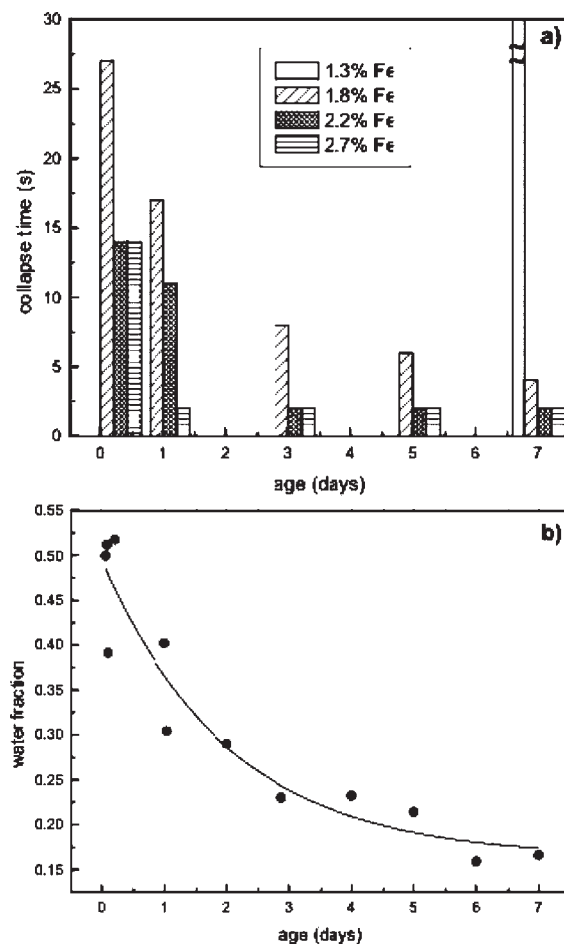 a)
30
25
20
15
10
5
0
collapse time (s)
1.3% Fe
1.8% Fe
2.2% Fe
2.7% Fe
0 1 2 3 4 5 6 7
age (days)
b)
0.55
0.50
0.45
0.40
0.35
0.30
0.25
0.20
0.15
water fraction
0 1 2 3 4 5 6 7
age (days)